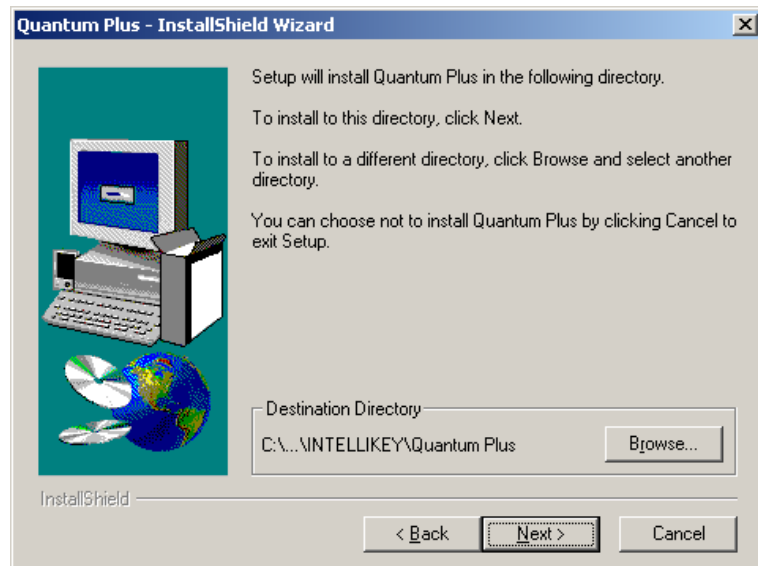 Quantum Plus - InstallShield Wizard
Setup will install Quantum Plus in the following directory.
To install to this directory, click Next.
To install to a different directory, click Browse and select another
directory.
You can choose not to install Quantum Plus by clicking Cancel to
exit Setup.
Destination Directory
C:\...\INTELLIKEY\Quantum Plus
Browse...
InstallShield
< Back
Next >
Cancel